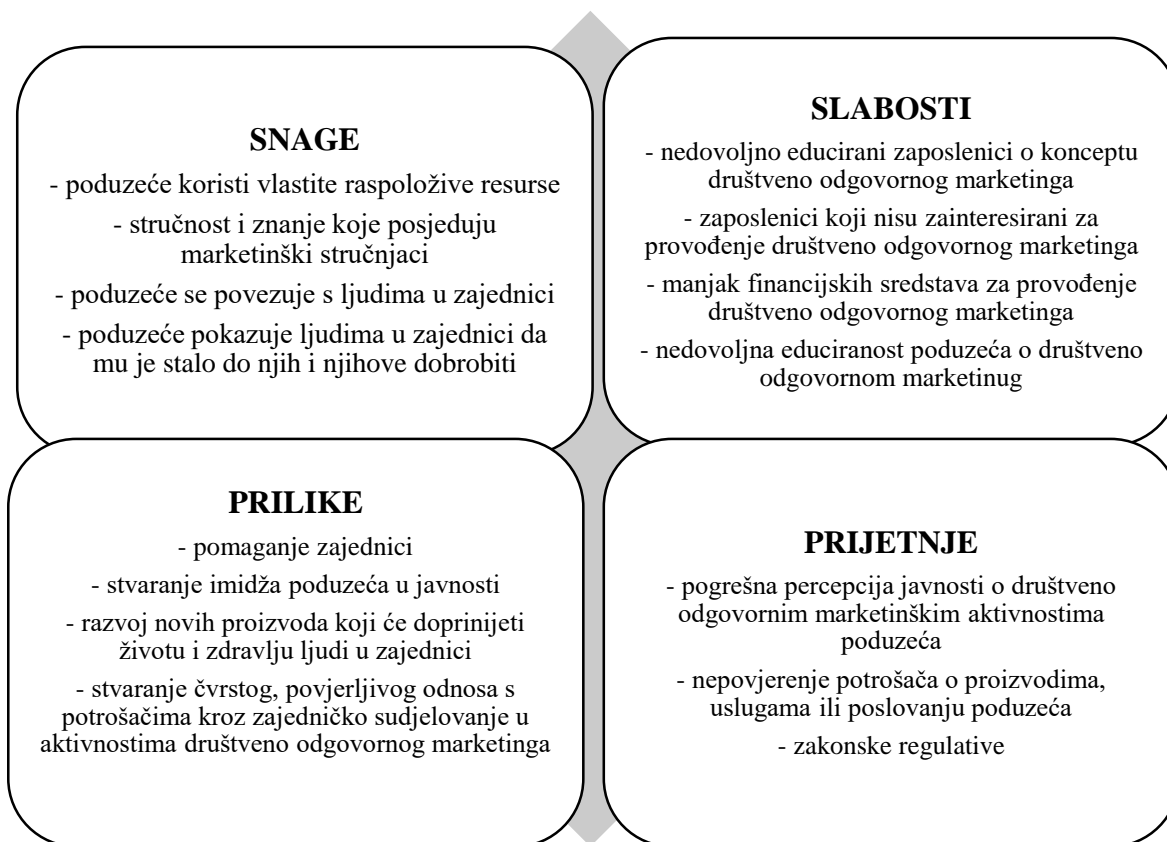 SNAGE
- poduzeće koristi vlastite raspoložive resurse
- stručnost i znanje koje posjeduju
marketinški stručnjaci
- poduzeće se povezuje s ljudima u zajednici
- poduzeće pokazuje ljudima u zajednici da
mu je stalo do njih i njihove dobrobiti
SLABOSTI
- nedovoljno educirani zaposlenici o konceptu
društveno odgovornog marketinga
- zaposlenici koji nisu zainteresirani za
provođenje društveno odgovornog marketinga
- manjak financijskih sredstava za provođenje
društveno odgovornog marketinga
- nedovoljna educiranost poduzeća o društveno
odgovornom marketinug
PRILIKE
- pomaganje zajednici
- stvaranje imidža poduzeća u javnosti
- razvoj novih proizvoda koji će doprinijeti
životu i zdravlju ljudi u zajednici
- stvaranje čvrstog, povjerljivog odnosa s
potrošačima kroz zajedničko sudjelovanje u
aktivnostima društveno odgovornog marketinga
PRIJETNJE
- pogrešna percepcija javnosti o društveno
odgovornim marketinškim aktivnostima
poduzeća
- nepovjerenje potrošača o proizvodima,
uslugama ili poslovanju poduzeća
- zakonske regulative